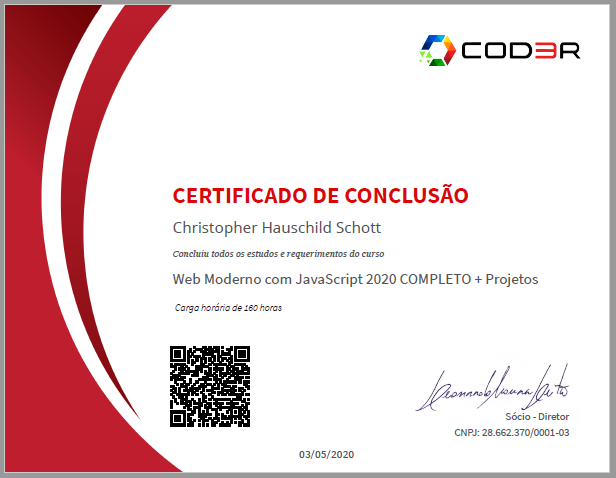 COD3R
CERTIFICADO DE CONCLUSÃO
Christopher Hauschild Schott
Concluiu todos os estudos e requerimentos do curso
Web Moderno com JavaScript 2020 COMPLETO + Projetos
Carga horária de 160 horas
Sócio - Diretor
CNPJ: 28.662.370/0001-03
03/05/2020